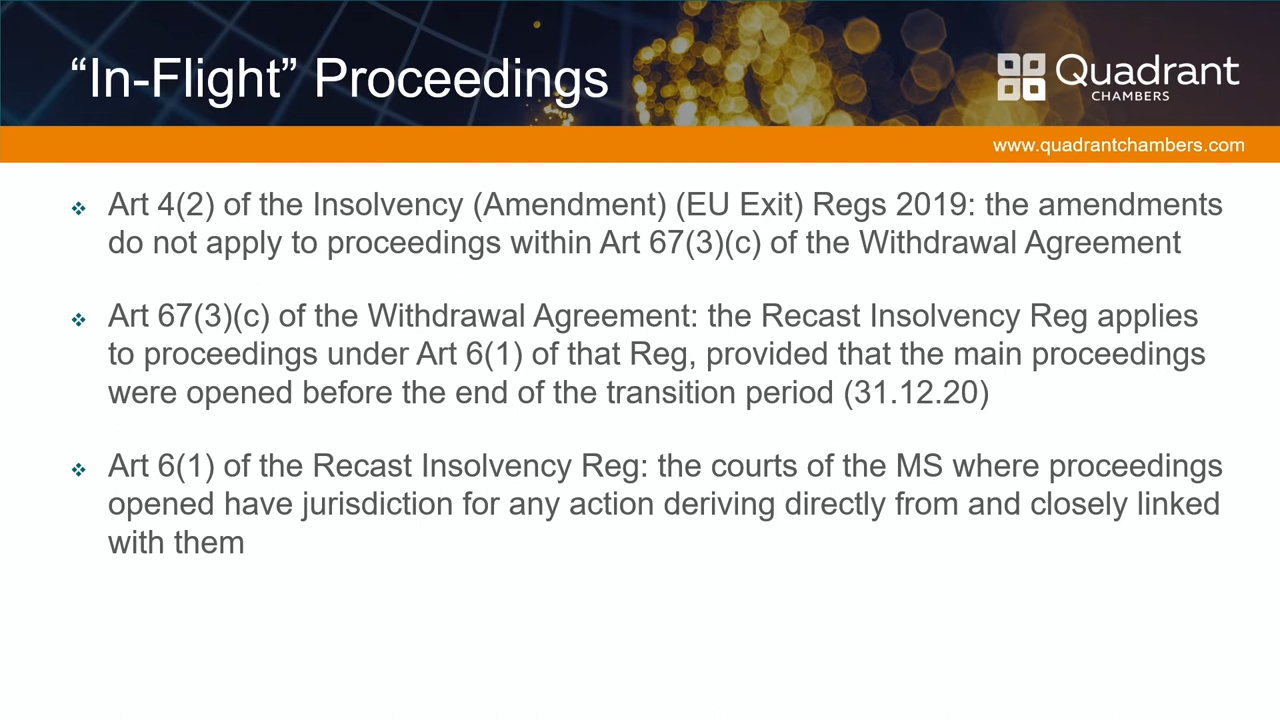 “In-Flight” Proceedings
Quadrant
CHAMBERS
www.quadrantchambers.com
Art 4(2) of the Insolvency (Amendment) (EU Exit) Regs 2019: the amendments
do not apply to proceedings within Art 67(3)(c) of the Withdrawal Agreement
Art 67(3)(c) of the Withdrawal Agreement: the Recast Insolvency Reg applies
to proceedings under Art 6(1) of that Reg, provided that the main proceedings
were opened before the end of the transition period (31.12.20)
Art 6(1) of the Recast Insolvency Reg: the courts of the MS where proceedings
opened have jurisdiction for any action deriving directly from and closely linked
with them